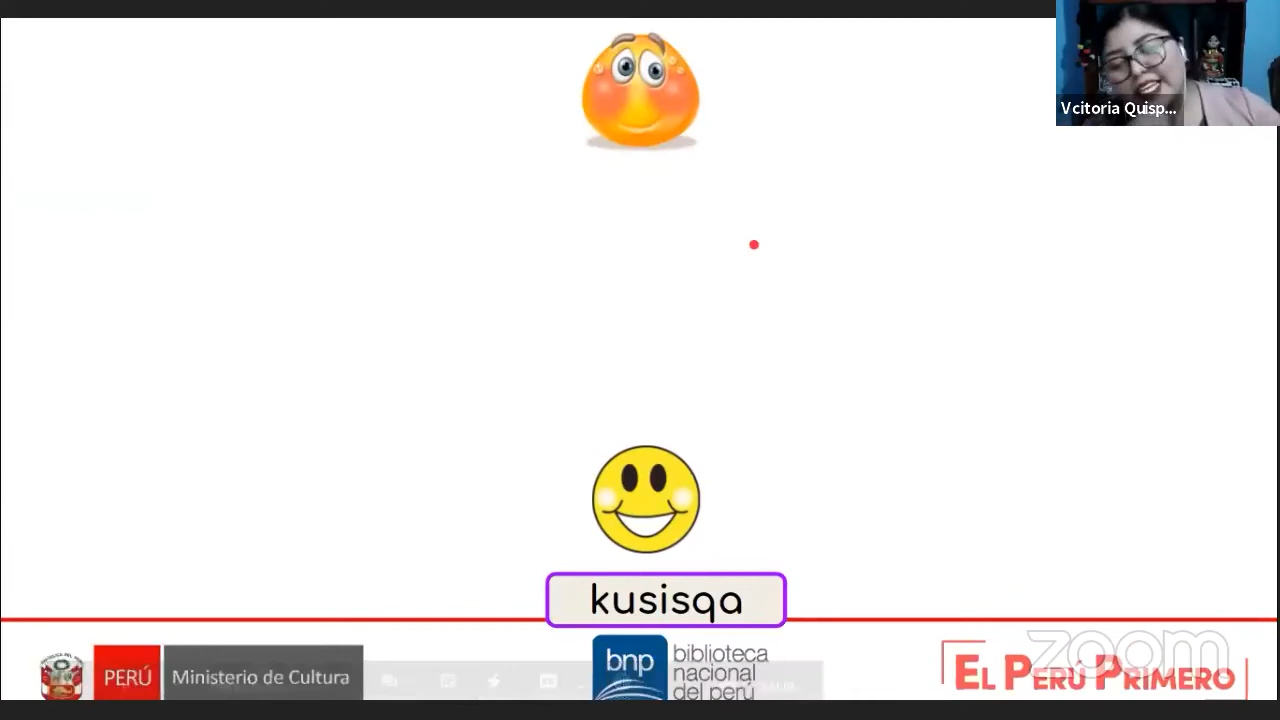 Vcitoria Quisp...
kusisqa
PERÚ
Ministerio de Cultura
bnp
biblioteca
nacional
del perú
EL PERÚ PRIMERO
zoom